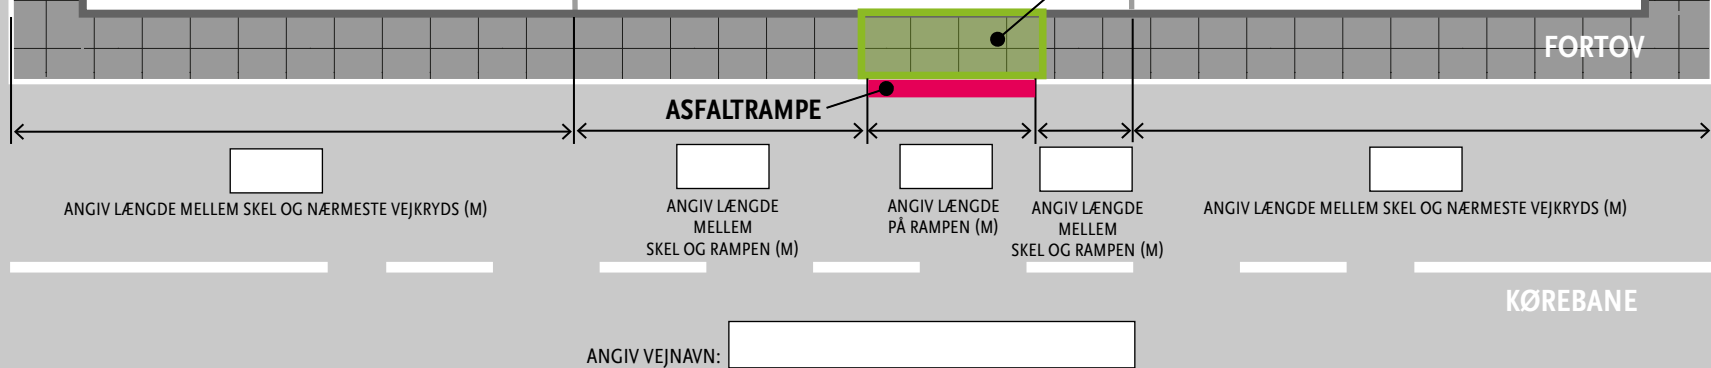 FORTOV
ASFALTRAMPE
ANGIV LÆNGDE MELLEM SKEL OG NÆRMESTE VEJKRYDS (M)
ANGIV LÆNGDE
MELLEM
SKEL OG RAMPEN (M)
ANGIV LÆNGDE
PÅ RAMPEN (M)
ANGIV LÆNGDE
MELLEM
SKEL OG RAMPEN (M)
ANGIV LÆNGDE MELLEM SKEL OG NÆRMESTE VEJKRYDS (M)
KØREBANE
ANGIV VEJNAVN: